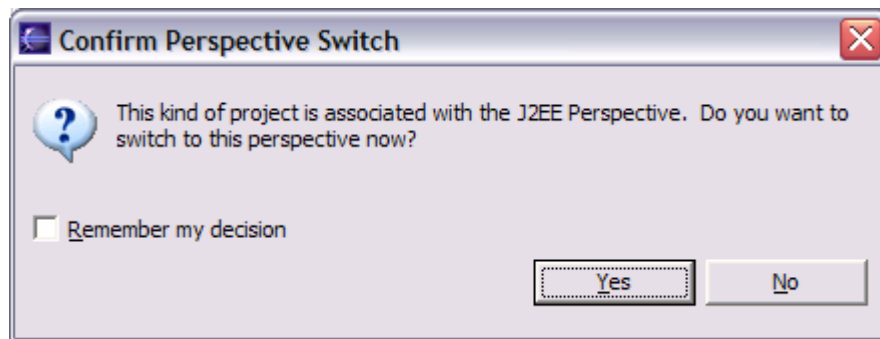 Confirm Perspective Switch
This kind of project is associated with the J2EE Perspective.  Do you want to
switch to this perspective now?
Remember my decision
Yes
No